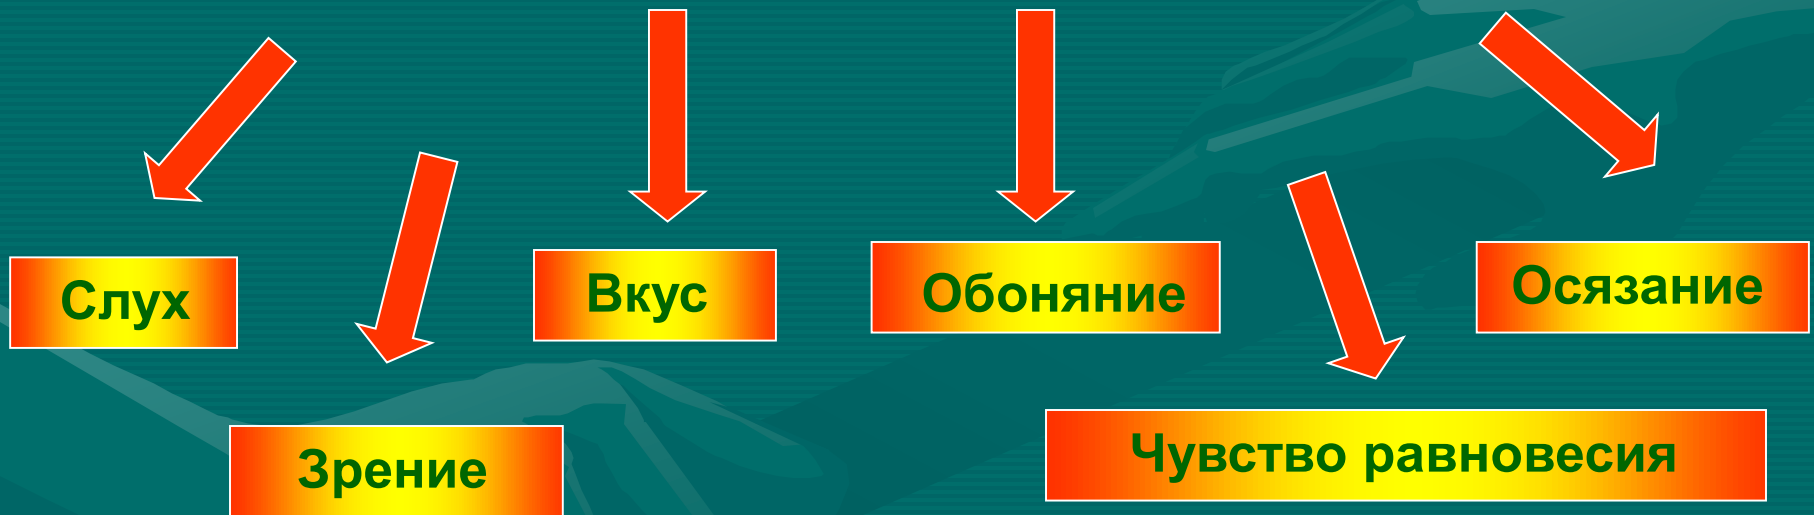 Слух
Вкус
Обоняние
Осязание
Зрение
Чувство равновесия